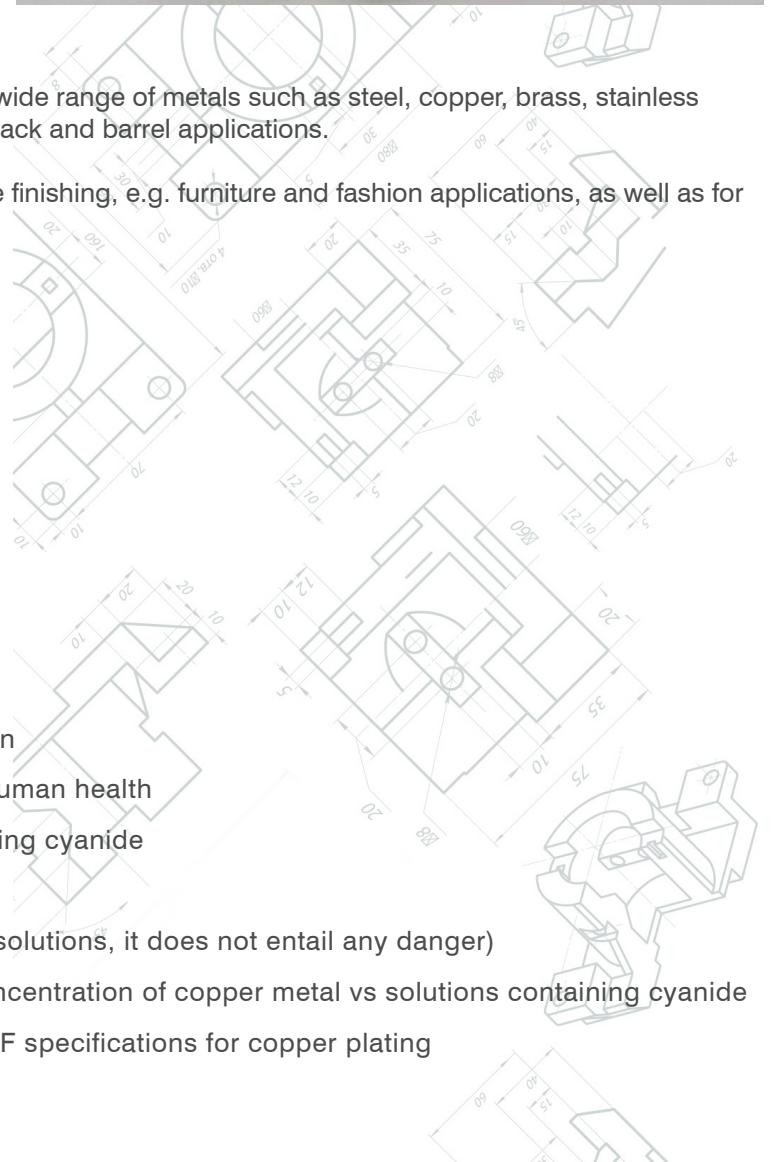 wide range of metals such as steel, copper, brass, stainless
ack and barrel applications.
e finishing, e.g. furniture and fashion applications, as well as for
n
uman health
ing cyanide
solutions, it does not entail any danger)
ncentration of copper metal vs solutions containing cyanide
F specifications for copper plating